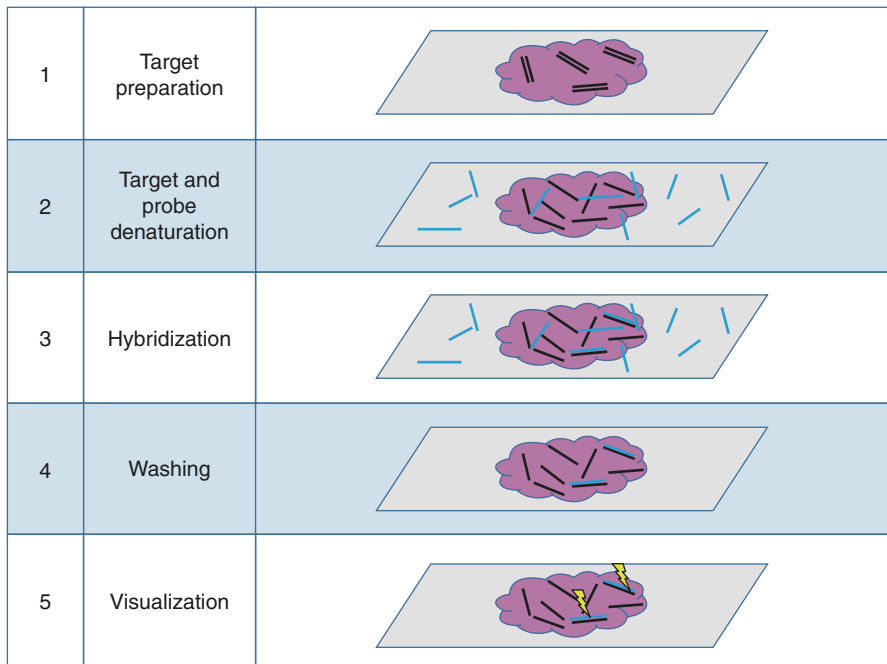 1
Target
preparation
2
Target and
probe
denaturation
3
Hybridization
4
Washing
5
Visualization